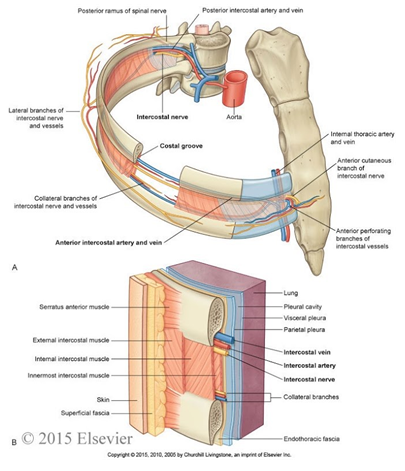 Posterior ramus of spinal nerve
Posterior intercostal artery and vein
Lateral branches of
intercostal nerve
and vessels
Intercostal nerve
Aorta
Costal groove
Internal thoracic artery
and vein
Anterior cutaneous
branch of
intercostal nerve
Collateral branches of
intercostal nerve and vessels
Anterior perforating
branches of
intercostal vessels
Anterior intercostal artery and vein
A
Serratus anterior muscle
External intercostal muscle
Internal intercostal muscle
Innermost intercostal muscle
Skin
Superficial fascia
Lung
Pleural cavity
Visceral pleura
Parietal pleura
Intercostal vein
Intercostal artery
Intercostal nerve
Collateral branches
Endothoracic fascia
B
© 2015 Elsevier
Copyright © 2015, 2010, 2005 by Churchill Livingstone, an imprint of Elsevier Inc.